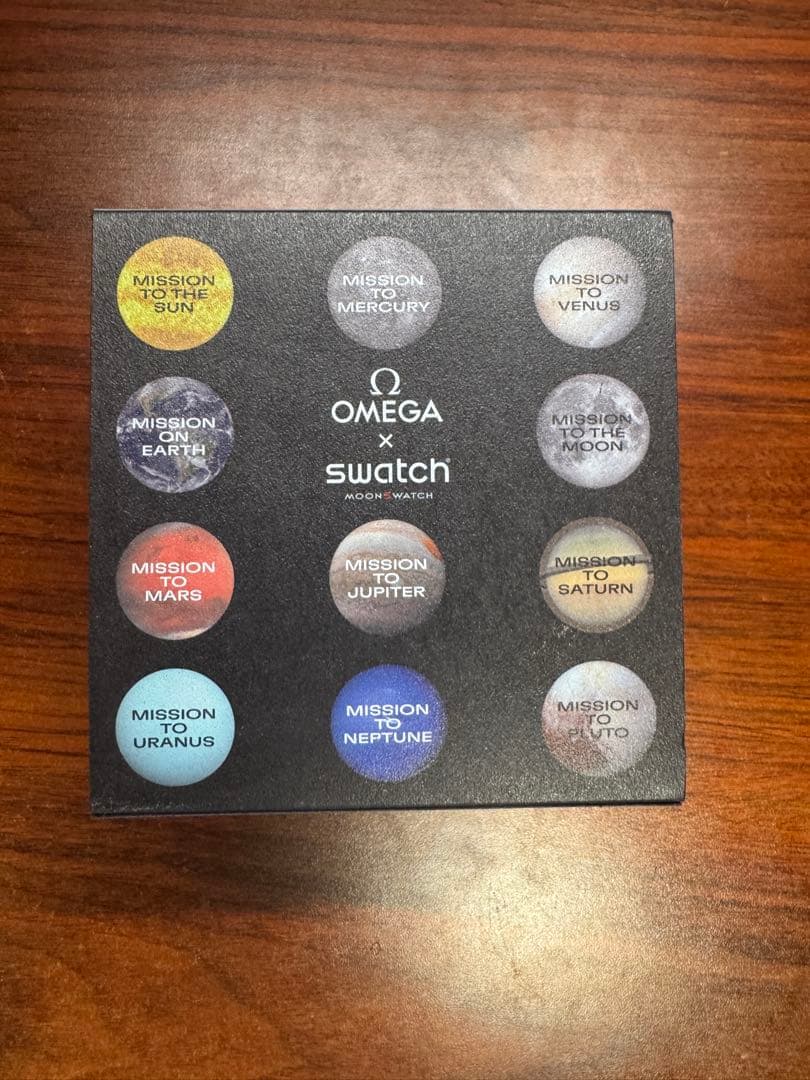 MISSION
TO THE
SUN
MISSION
TO
MERCURY
MISSION
TO
VENUS
Ω
OMEGA
×
swatch®
MOONSWATCH
MISSION
ON
EARTH
MISSION
TO THE
MOON
MISSION
TO
MARS
MISSION
TO
JUPITER
MISSION
TO
SATURN
MISSION
TO
URANUS
MISSION
TO
NEPTUNE
MISSION
TO
PLUTO